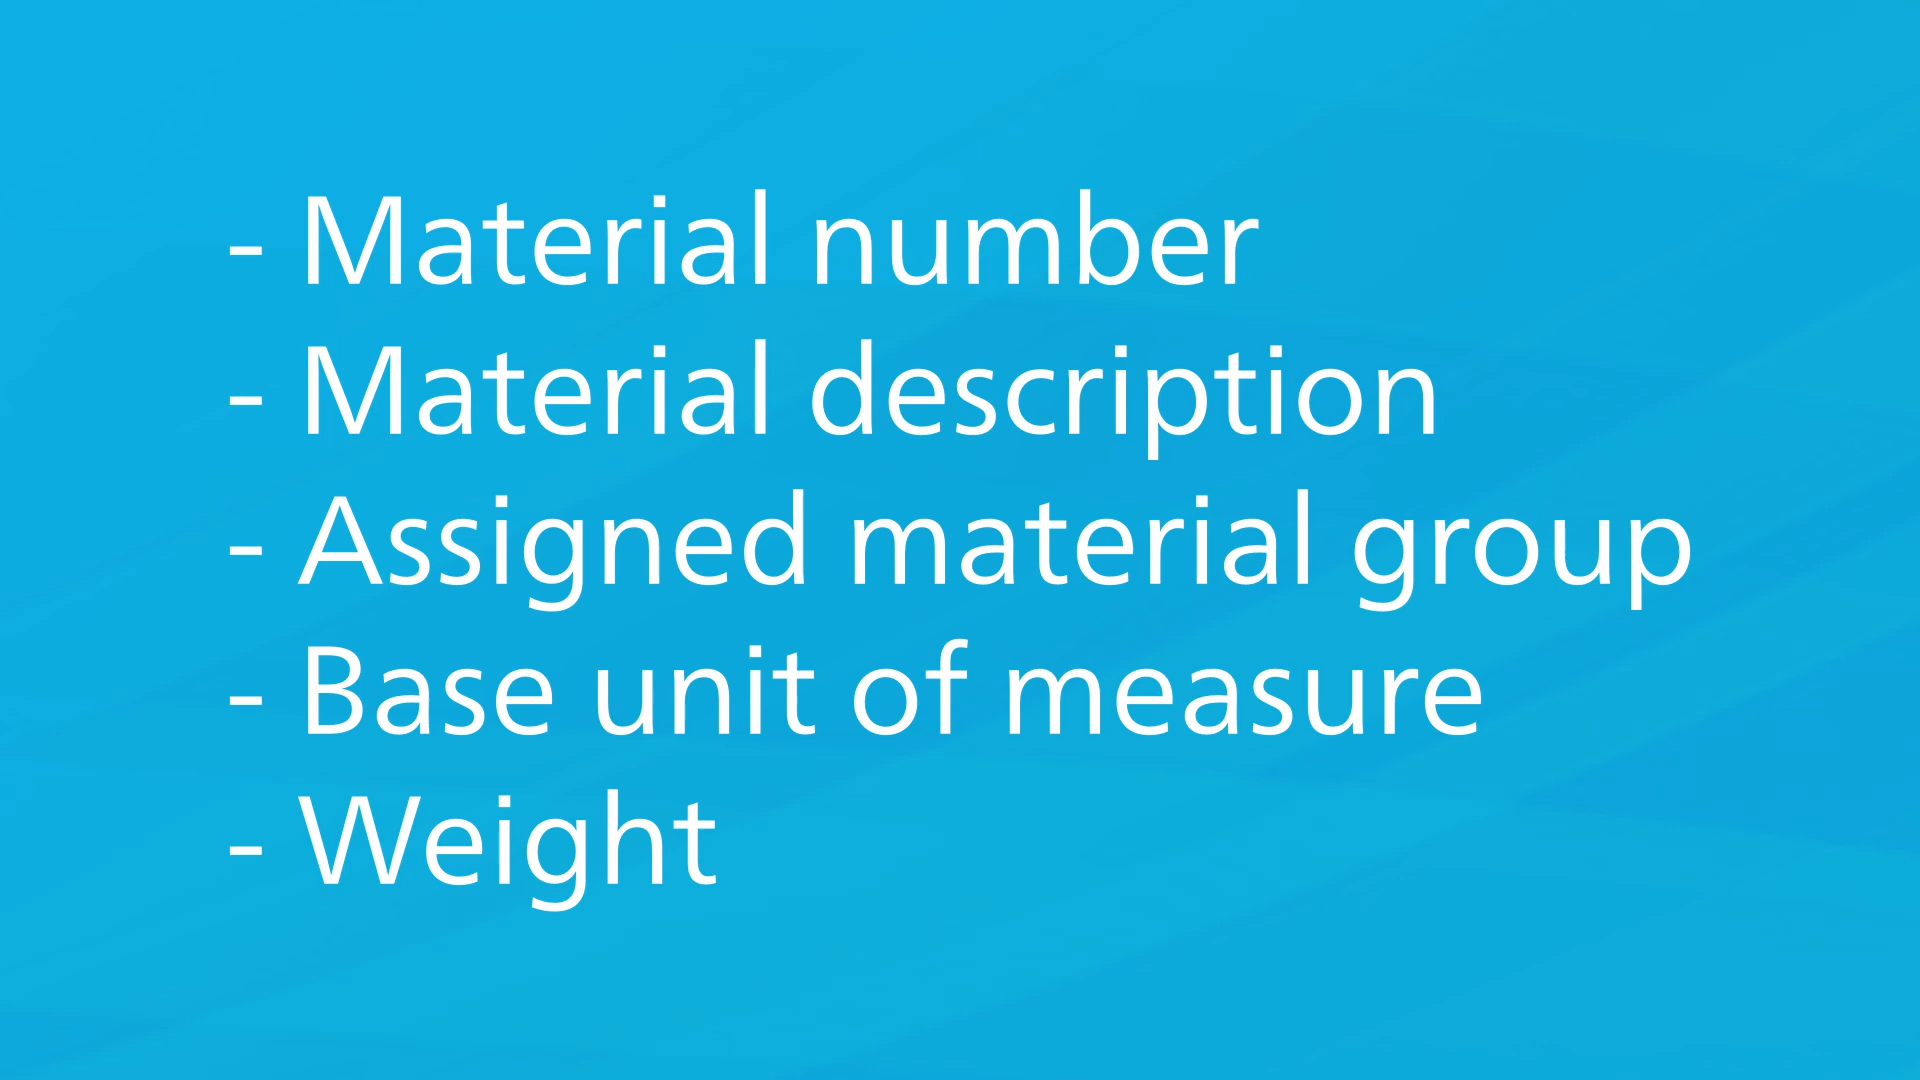 - Material number
- Material description
- Assigned material group
- Base unit of measure
- Weight